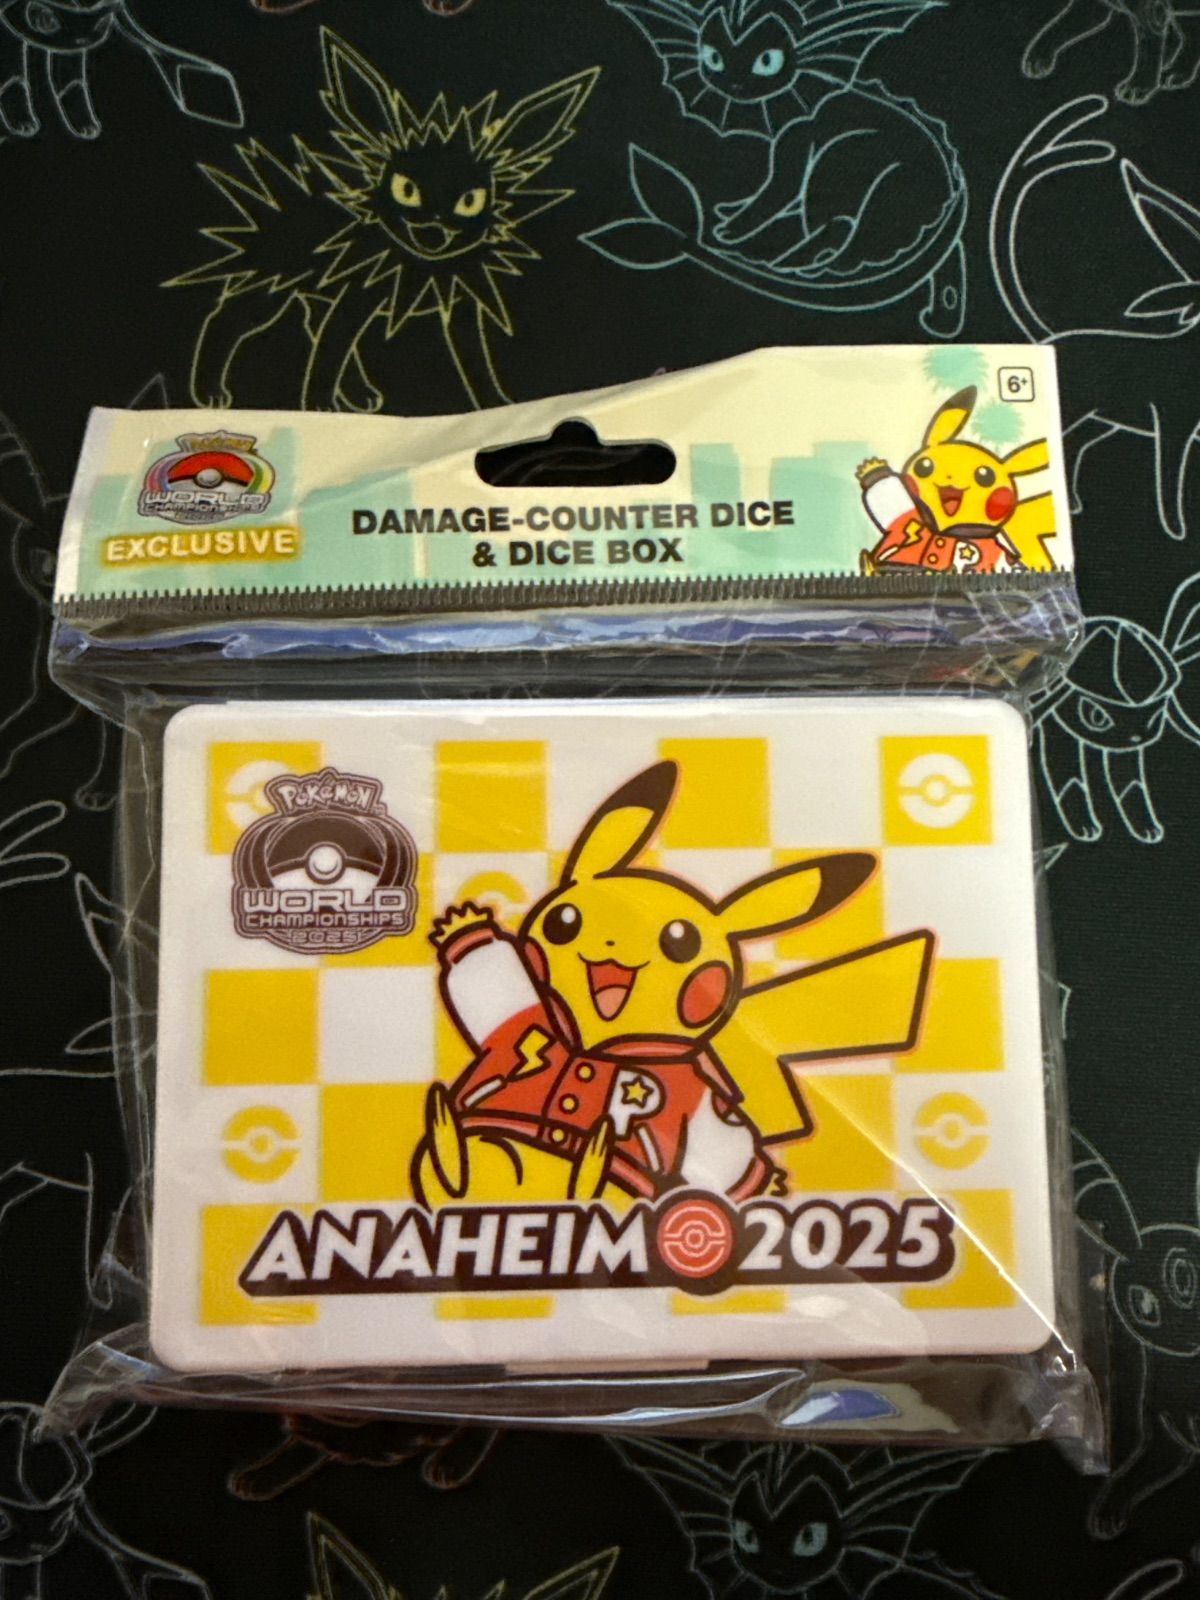 6+
Pokémon
WORLD
CHAMPIONSHIPS
EXCLUSIVE
DAMAGE-COUNTER DICE
& DICE BOX
Pokémon
WORLD
CHAMPIONSHIPS
2025
ANAHEIM 2025